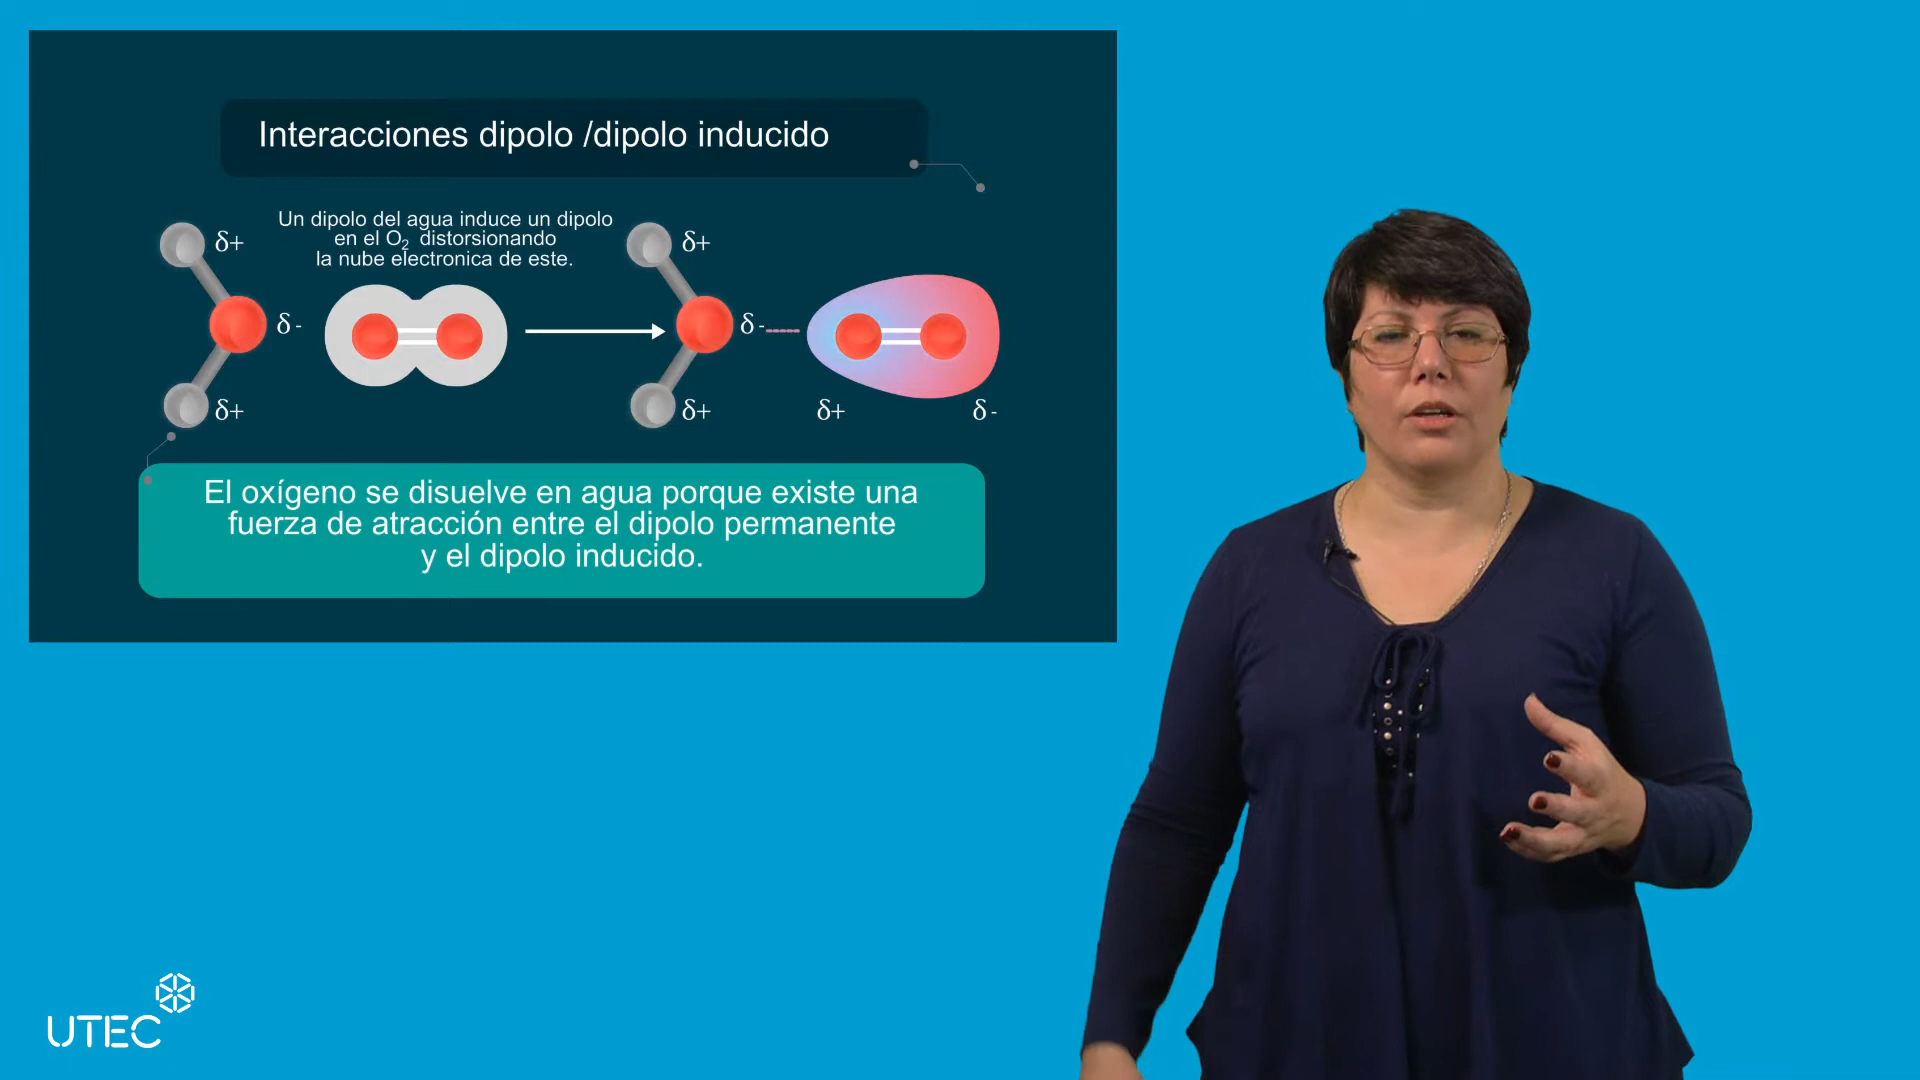 Interacciones dipolo /dipolo inducido
Un dipolo del agua induce un dipolo
en el O₂ distorsionando
la nube electronica de este.
δ+
δ+
δ -
δ -
δ+
δ+
δ+
δ -
El oxígeno se disuelve en agua porque existe una
fuerza de atracción entre el dipolo permanente
y el dipolo inducido.
UTEC